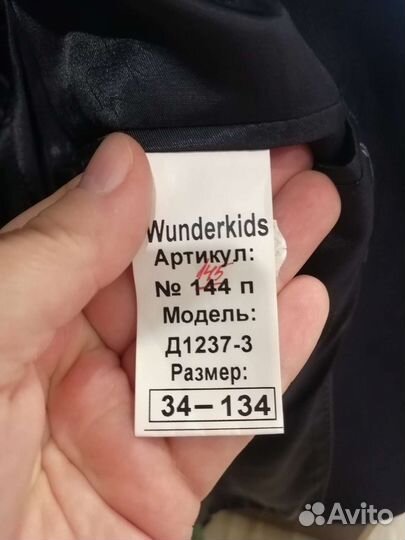 Wunderkids
Артикул:
145
№ 144 п
Модель:
Д1237-3
Размер:
34–134
Avito